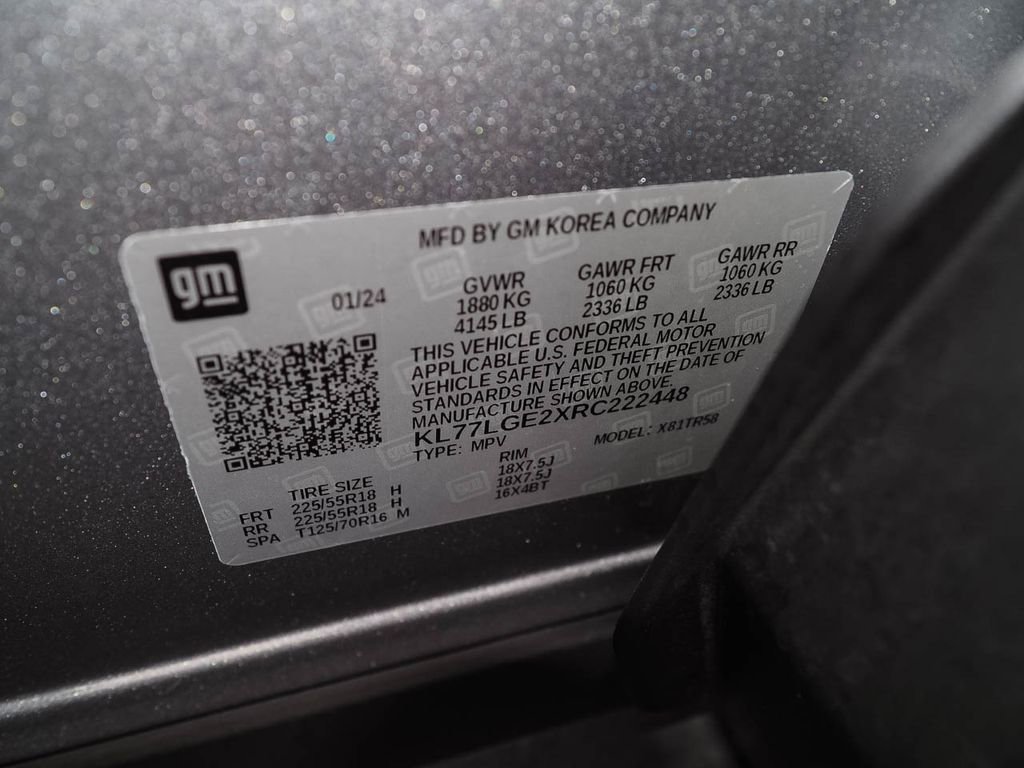 MFD BY GM KOREA COMPANY
gm
01/24
GVWR GAWR FRT GAWR RR
1880 KG 1060 KG 1060 KG
4145 LB 2336 LB 2336 LB
THIS VEHICLE CONFORMS TO ALL
APPLICABLE U.S. FEDERAL MOTOR
VEHICLE SAFETY AND THEFT PREVENTION
STANDARDS IN EFFECT ON THE DATE OF
MANUFACTURE SHOWN ABOVE.
KL77LGE2XRC222448
TYPE: MPV MODEL: X81TR58
TIRE SIZE RIM
FRT 225/55R18 H 18X7.5J
RR 225/55R18 H 18X7.5J
SPA T125/70R16 M 16X4BT